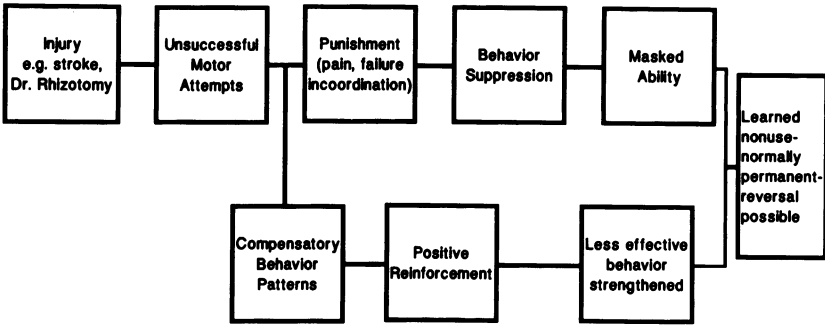 Injury
e.g. stroke,
Dr. Rhizotomy
Unsuccessful
Motor
Attempts
Punishment
(pain, failure
incoordination)
Behavior
Suppression
Masked
Ability
Learned
nonuse-
normally
permanent-
reversal
possible
Compensatory
Behavior
Patterns
Positive
Reinforcement
Less effective
behavior
strengthened